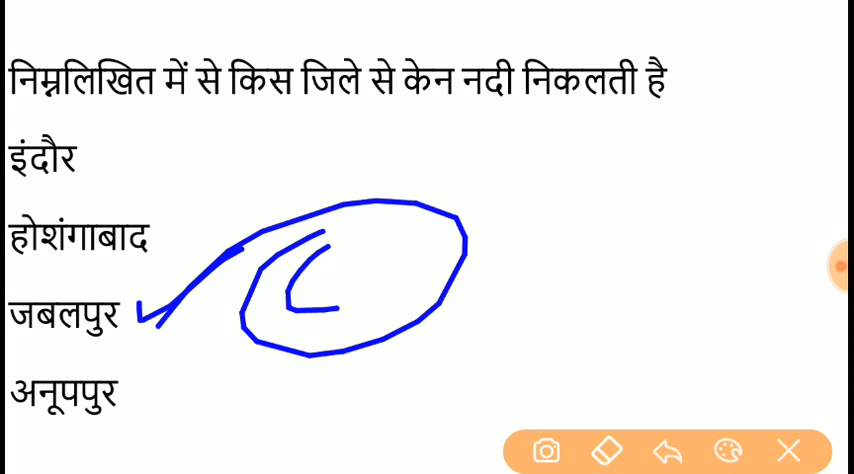 निम्नलिखित में से किस जिले से केन नदी निकलती है
इंदौर
होशंगाबाद
जबलपुर
अनूपपुर